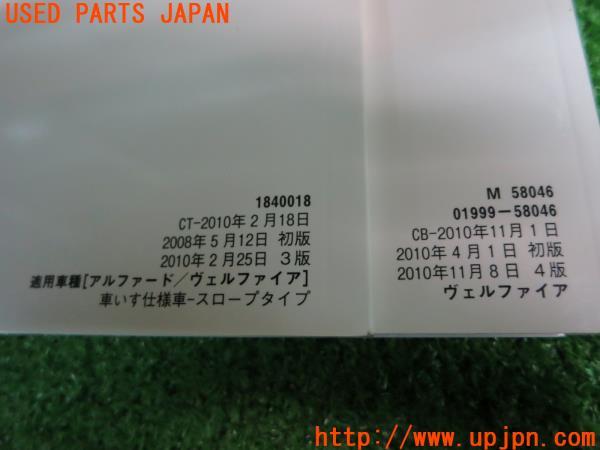 USED PARTS JAPAN
1840018
CT-2010年2月18日
2008年5月12日 初版
2010年2月25日 3版
適用車種[アルファード/ヴェルファイア]
車いす仕様車-スロープタイプ
M 58046
01999-58046
CB-2010年11月1日
2010年4月1日 初版
2010年11月8日 4版
ヴェルファイア
http://www.upjpn.com